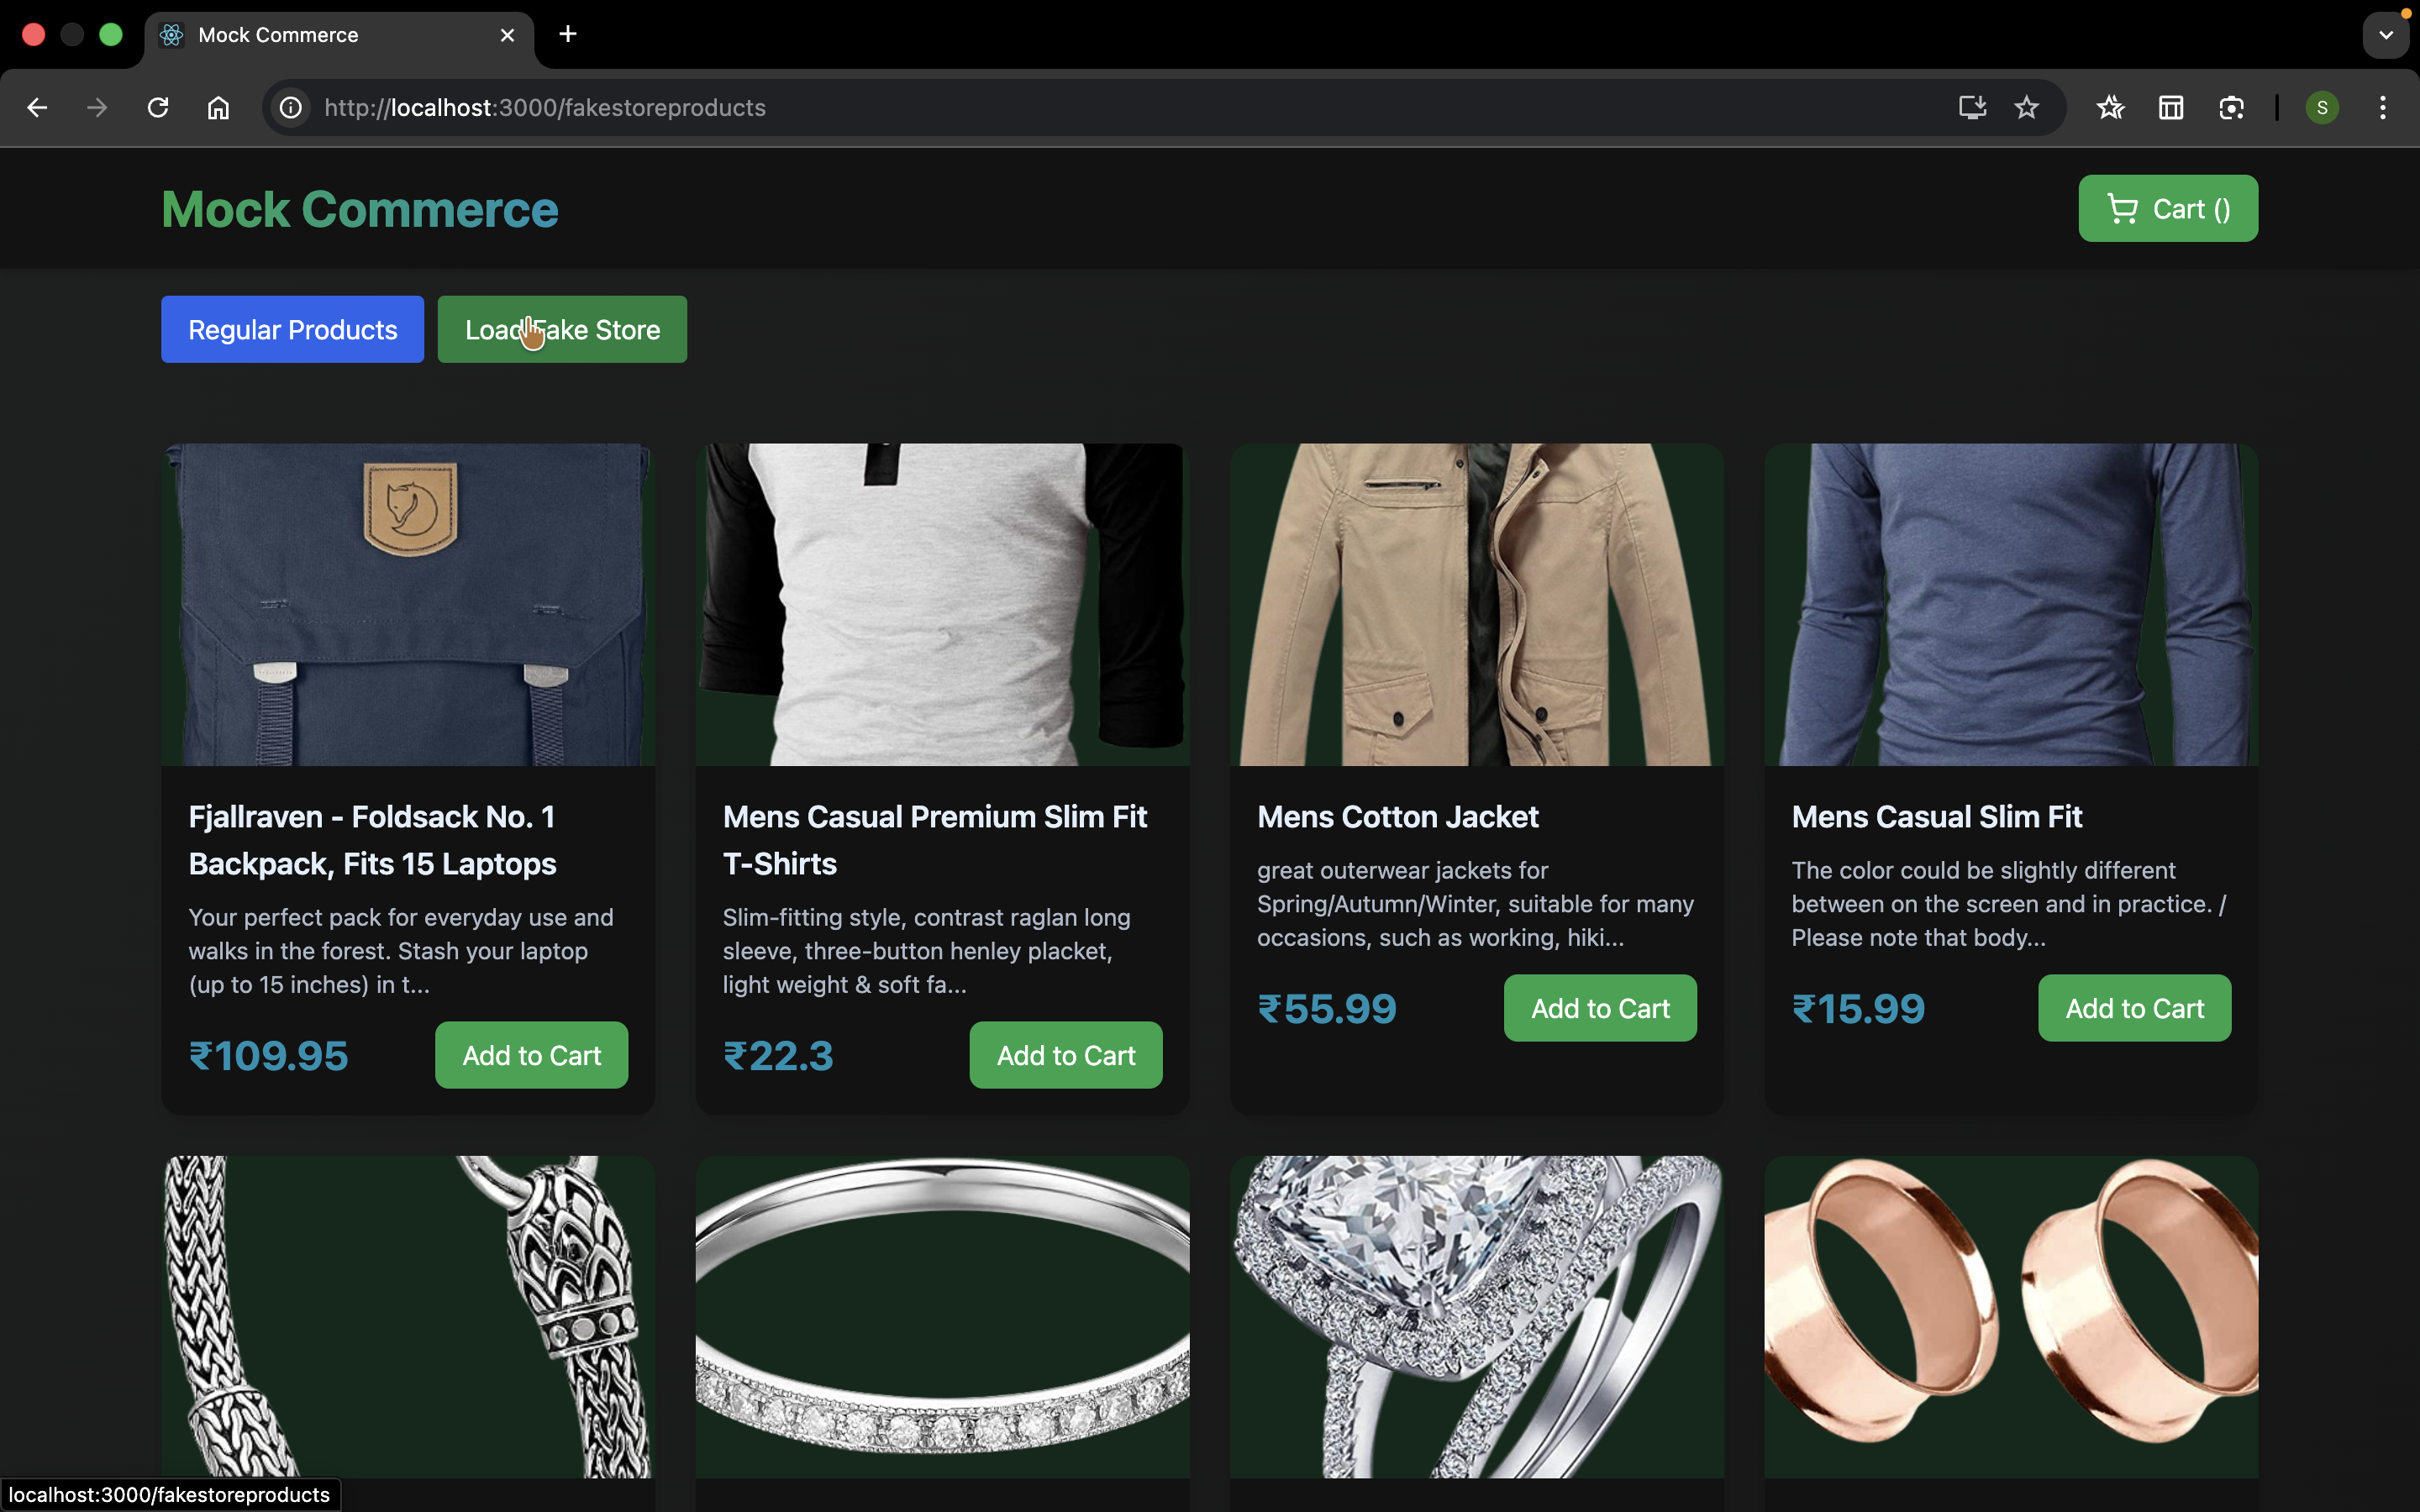 Mock Commerce
http://localhost:3000/fakestoreproducts
S
Mock Commerce
Cart ()
Regular Products
Load Fake Store
Fjallraven - Foldsack No. 1
Backpack, Fits 15 Laptops
Your perfect pack for everyday use and
walks in the forest. Stash your laptop
(up to 15 inches) in t...
₹109.95
Add to Cart
Mens Casual Premium Slim Fit
T-Shirts
Slim-fitting style, contrast raglan long
sleeve, three-button henley placket,
light weight & soft fa...
₹22.3
Add to Cart
Mens Cotton Jacket
great outerwear jackets for
Spring/Autumn/Winter, suitable for many
occasions, such as working, hiki...
₹55.99
Add to Cart
Mens Casual Slim Fit
The color could be slightly different
between on the screen and in practice. /
Please note that body...
₹15.99
Add to Cart
localhost:3000/fakestoreproducts